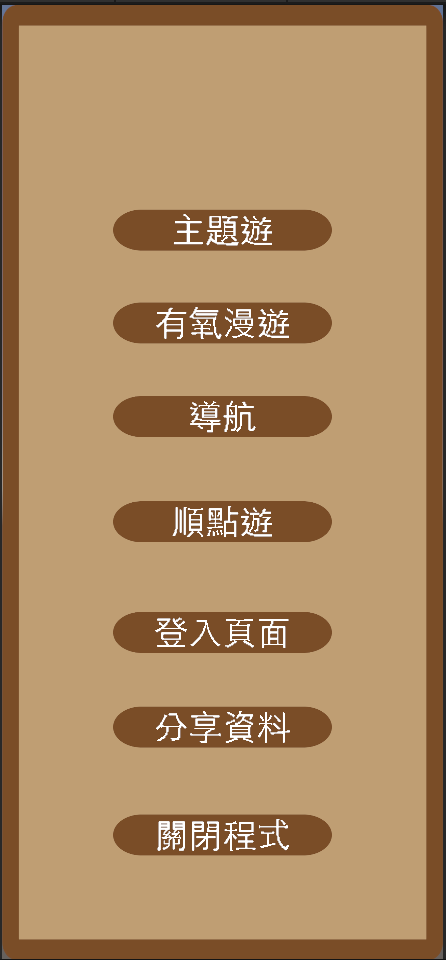 主題遊
有氧漫遊
導航
順點遊
登入頁面
分享資料
關閉程式